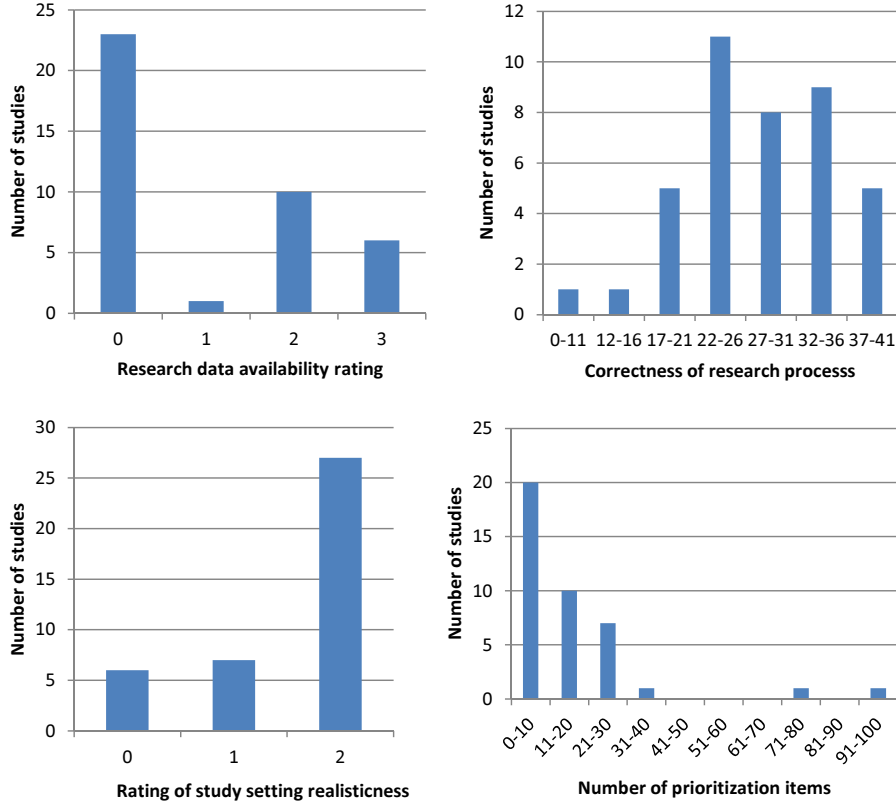 25
20
15
10
5
0
Number of studies
0 1 2 3
Research data availability rating
12
10
8
6
4
2
0
Number of studies
0-11 12-16 17-21 22-26 27-31 32-36 37-41
Correctness of research processs
30
25
20
15
10
5
0
Number of studies
0 1 2
Rating of study setting realisticness
25
20
15
10
5
0
Number of studies
0-10 11-20 21-30 31-40 41-50 51-60 61-70 71-80 81-90 91-100
Number of prioritization items